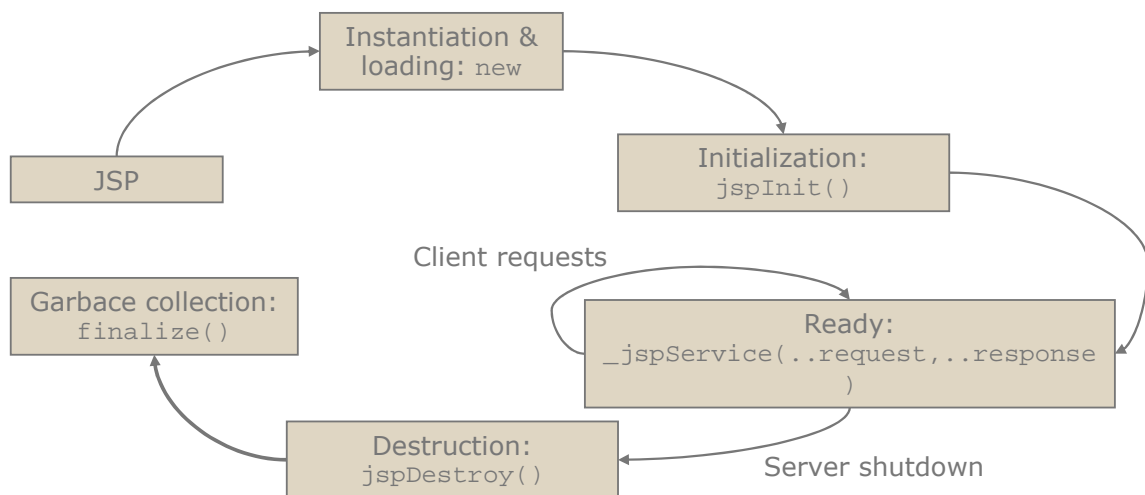 Instantiation &
loading: new
JSP
Initialization:
jspInit()
Client requests
Garbace collection:
finalize()
Ready:
_jspService(..request,..response
)
Destruction:
jspDestroy()
Server shutdown